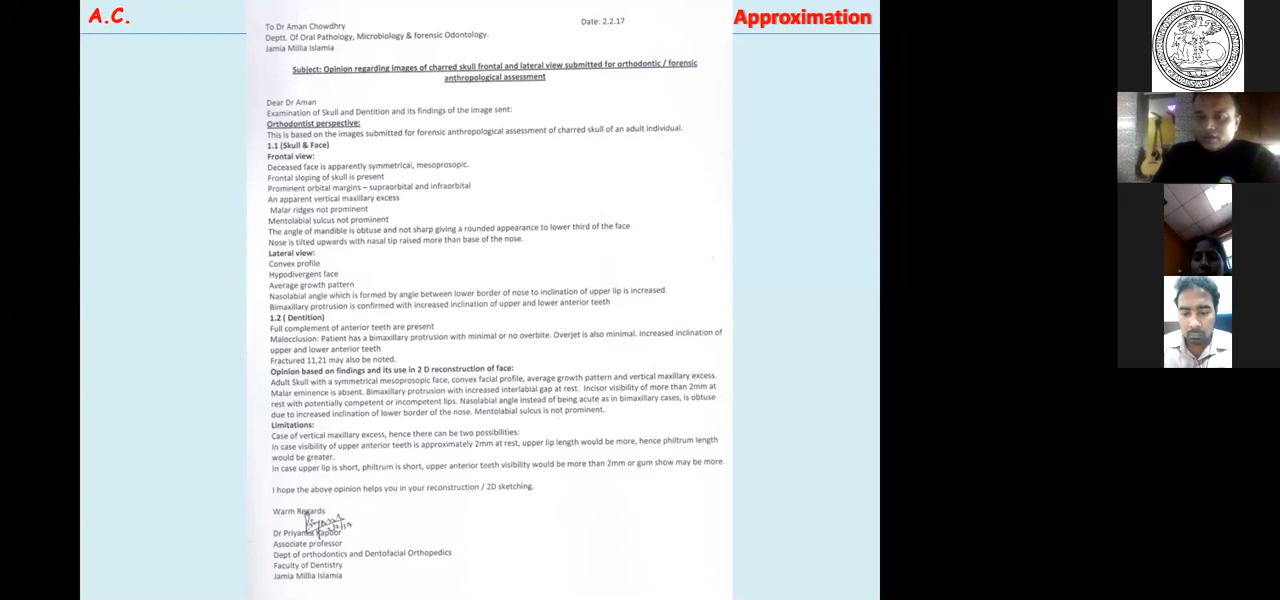 A.C.
Approximation
To Dr Aman Chowdhry
Date: 2.2.17
Deptt. Of Oral Pathology, Microbiology & forensic Odontology.
Jamia Millia Islamia
Subject: Opinion regarding images of charred skull frontal and lateral view submitted for orthodontic / forensic
anthropological assessment
Dear Dr Aman
Examination of Skull and Dentition and its findings of the image sent:
Orthodontist perspective:
This is based on the images submitted for forensic anthropological assessment of charred skull of an adult individual.
1.1 (Skull & Face)
Frontal view:
Deceased face is apparently symmetrical, mesoprosopic.
Frontal sloping of skull is present
Prominent orbital margins – supraorbital and infraorbital
An apparent vertical maxillary excess
Malar ridges not prominent
Mentolabial sulcus not prominent
The angle of mandible is obtuse and not sharp giving a rounded appearance to lower third of the face
Nose is tilted upwards with nasal tip raised more than base of the nose.
Lateral view:
Convex profile
Hypodivergent face
Average growth pattern
Nasolabial angle which is formed by angle between lower border of nose to inclination of upper lip is increased.
Bimaxillary protrusion is confirmed with increased inclination of upper and lower anterior teeth
1.2 ( Dentition)
Full complement of anterior teeth are present
Malocclusion: Patient has a bimaxillary protrusion with minimal or no overbite. Overjet is also minimal. Increased inclination of
upper and lower anterior teeth
Fractured 11,21 may also be noted.
Opinion based on findings and its use in 2 D reconstruction of face:
Adult Skull with a symmetrical mesoprosopic face, convex facial profile, average growth pattern and vertical maxillary excess.
Malar eminence is absent. Bimaxillary protrusion with increased interlabial gap at rest. Incisor visibility of more than 2mm at
rest with potentially competent or incompetent lips. Nasolabial angle instead of being acute as in bimaxillary cases, is obtuse
due to increased inclination of lower border of the nose. Mentolabial sulcus is not prominent.
Limitations:
Case of vertical maxillary excess, hence there can be two possibilities:
In case visibility of upper anterior teeth is approximately 2mm at rest, upper lip length would be more, hence philtrum length
would be greater.
In case upper lip is short, philtrum is short, upper anterior teeth visibility would be more than 2mm or gum show may be more.
I hope the above opinion helps you in your reconstruction / 2D sketching.
Warm Regards
Dr Priyanka Kapoor
Associate professor
Dept of orthodontics and Dentofacial Orthopedics
Faculty of Dentistry
Jamia Millia Islamia